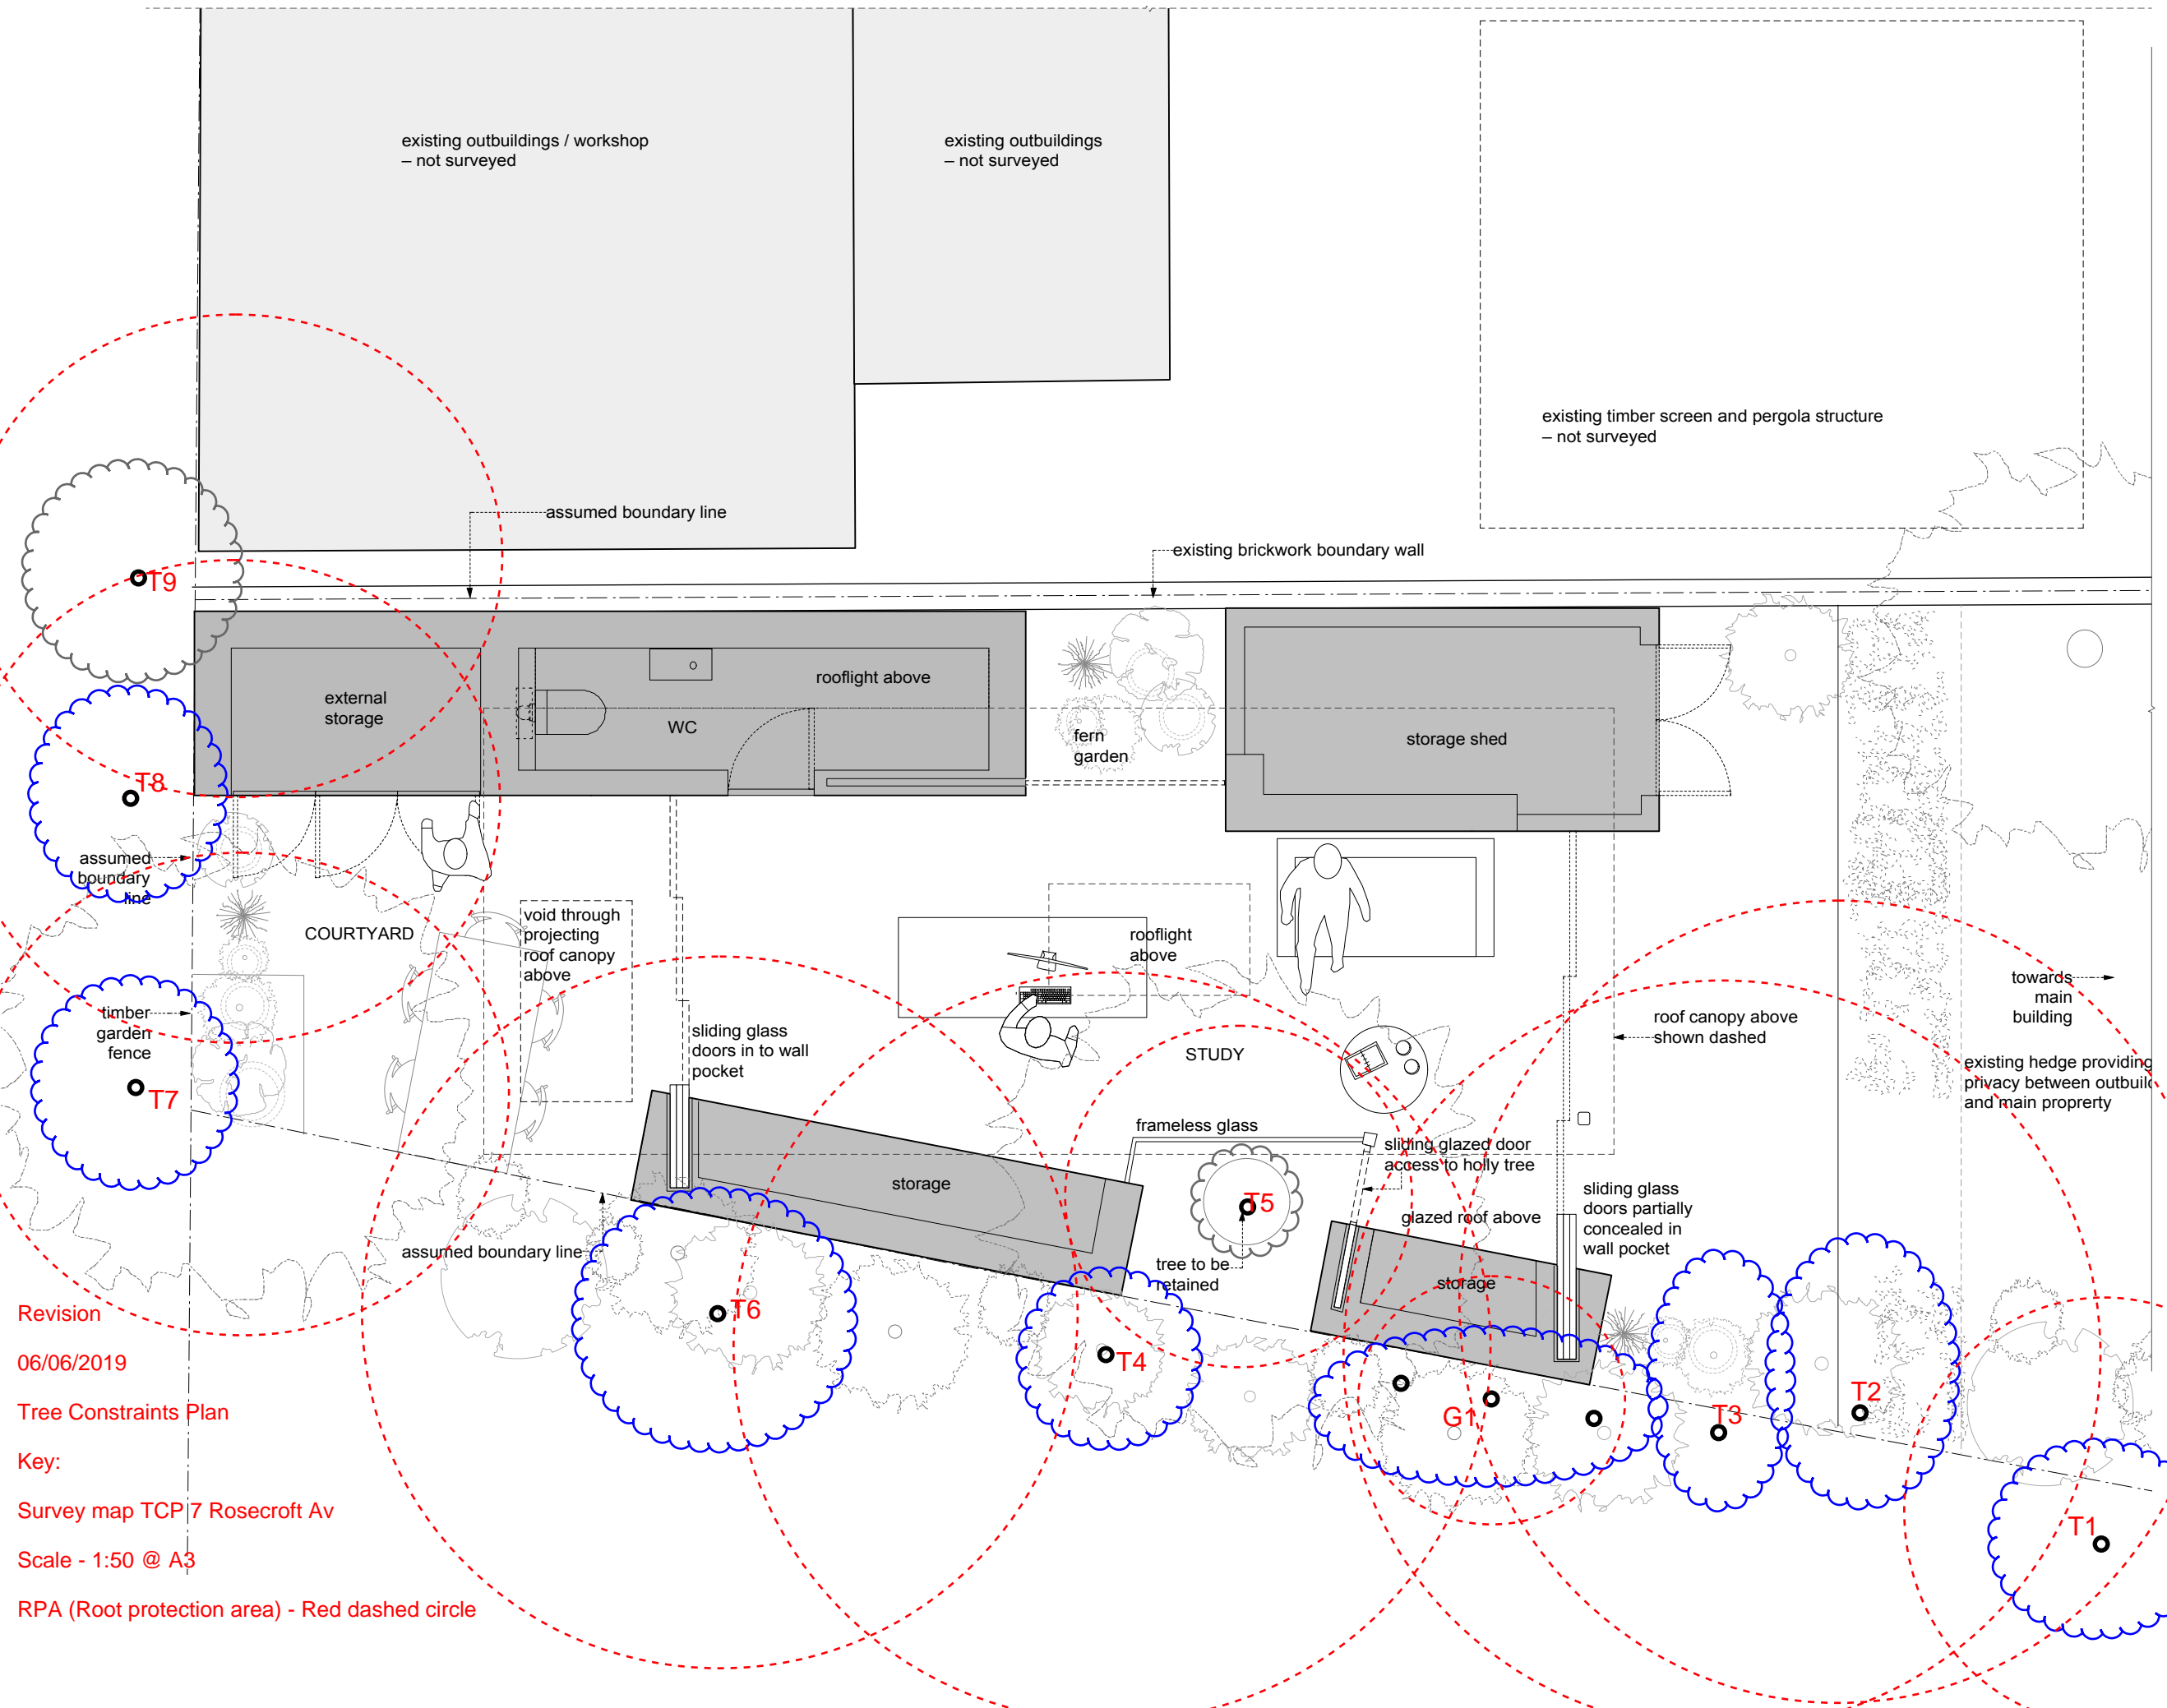 existing outbuildings / workshop
– not surveyed
existing outbuildings
– not surveyed
existing timber screen and pergola structure
– not surveyed
assumed boundary line
existing brickwork boundary wall
T9
external
storage
rooflight above
WC
fern
garden
storage shed
T8
assumed
boundary
line
COURTYARD
void through
projecting
roof canopy
above
rooflight
above
towards
main
building
timber
garden
fence
T7
sliding glass
doors in to wall
pocket
STUDY
roof canopy above
shown dashed
existing hedge providing
privacy between outbuild
and main proprerty
frameless glass
sliding glazed door
access to holly tree
storage
T5
sliding glass
doors partially
concealed in
wall pocket
glazed roof above
assumed boundary line
tree to be
retained
storage
T6
T4
G1
T3
T2
T1
Revision
06/06/2019
Tree Constraints Plan
Key:
Survey map TCP 7 Rosecroft Av
Scale - 1:50 @ A3
RPA (Root protection area) - Red dashed circle